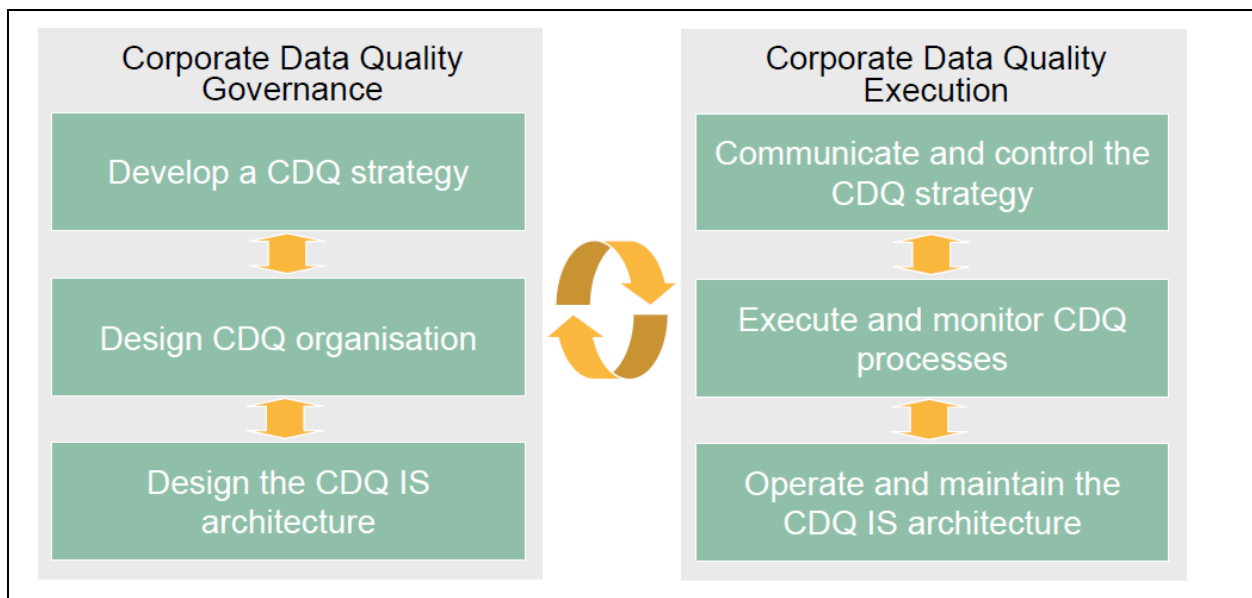 Corporate Data Quality
Governance
Develop a CDQ strategy
Design CDQ organisation
Design the CDQ IS
architecture
Corporate Data Quality
Execution
Communicate and control the
CDQ strategy
Execute and monitor CDQ
processes
Operate and maintain the
CDQ IS architecture